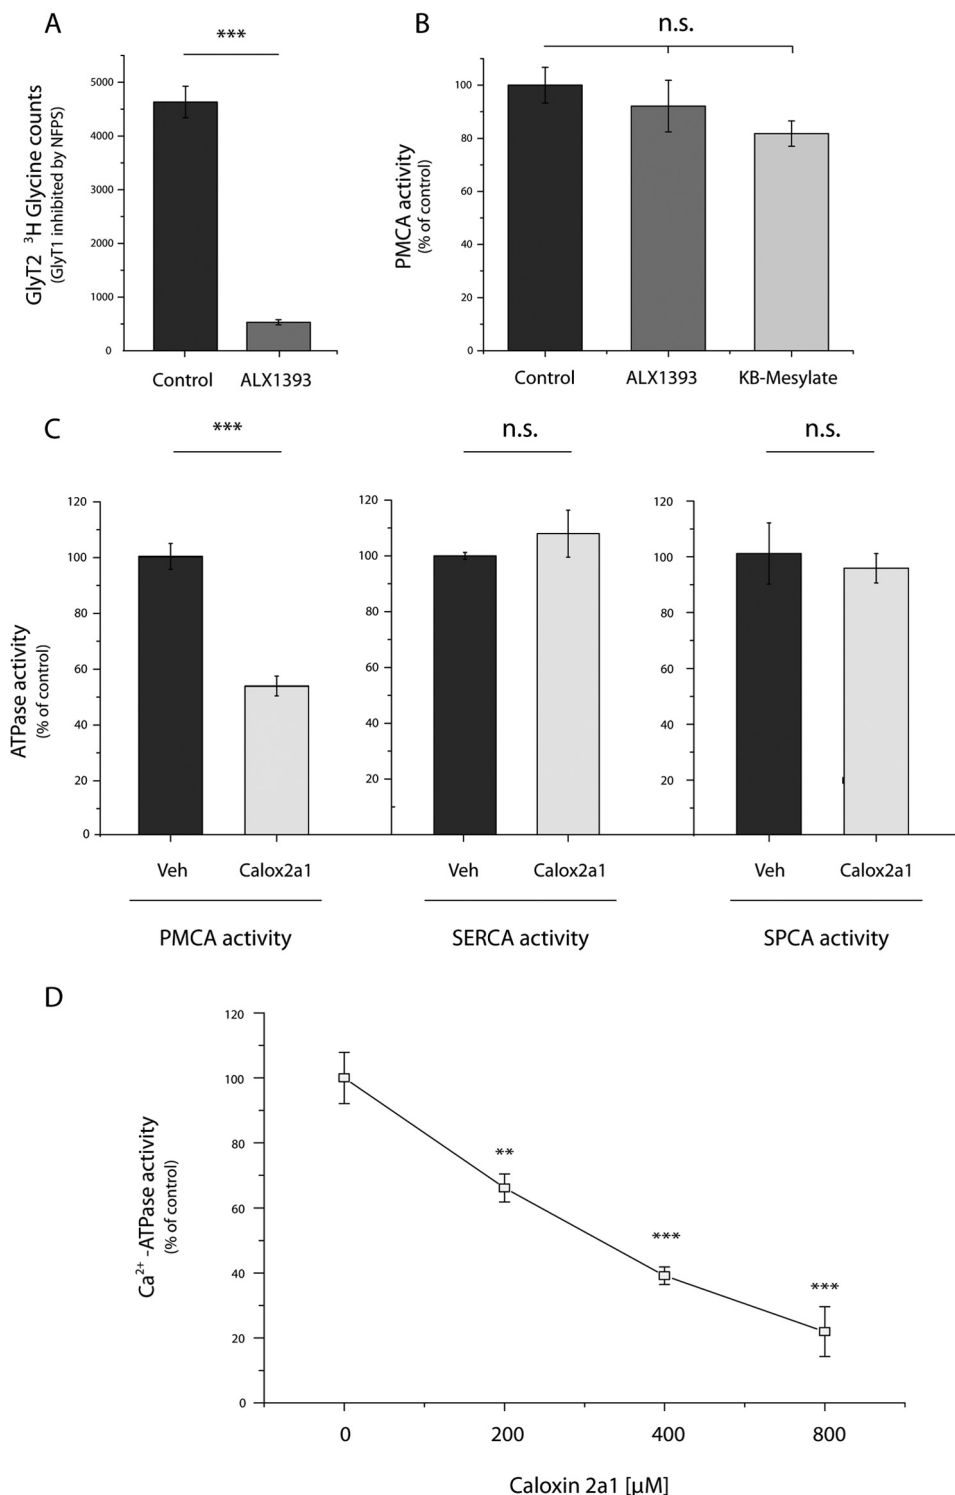 A
***
GlyT2 ³H Glycine counts
(GlyT1 inhibited by NFPS)
5000
4000
3000
2000
1000
0
Control ALX1393
B
n.s.
PMCA activity
(% of control)
100
80
60
40
20
0
Control ALX1393 KB-Mesylate
C
*** n.s. n.s.
ATPase activity
(% of control)
120
100
80
60
40
20
0
Veh Calox2a1
PMCA activity
120
100
80
60
40
20
Veh Calox2a1
SERCA activity
120
100
80
60
40
20
0
Veh Calox2a1
SPCA activity
D
Ca²⁺ -ATPase activity
(% of control)
120
100
80
60
40
20
0
**
***
***
0 200 400 800
Caloxin 2a1 [μM]